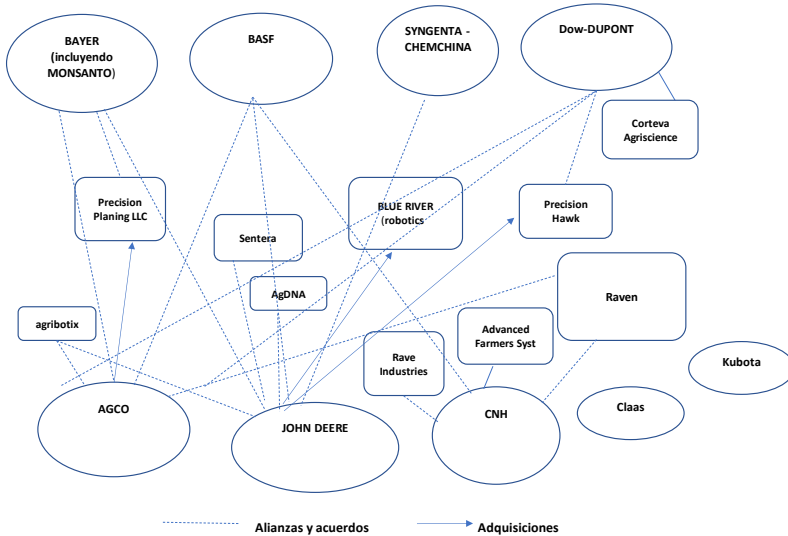 BAYER
(incluyendo
MONSANTO)
BASF
SYNGENTA -
CHEMCHINA
Dow-DUPONT
Corteva
Agriscience
Precision
Planing LLC
Sentera
BLUE RIVER
(robotics
Precision
Hawk
AgDNA
Raven
agribotix
Rave
Industries
Advanced
Farmers Syst
Kubota
AGCO
JOHN DEERE
CNH
Claas
Alianzas y acuerdos
Adquisiciones